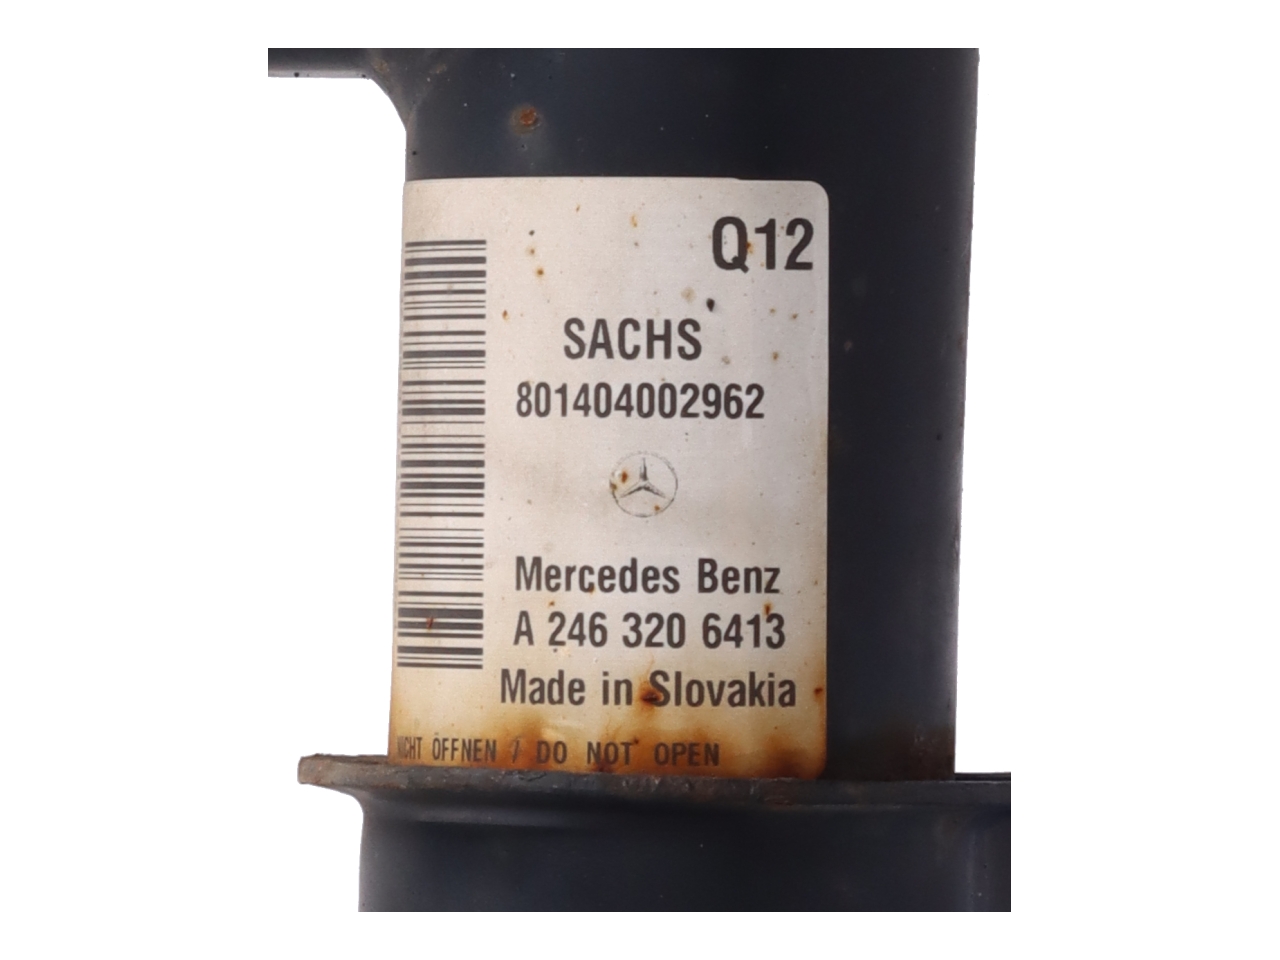 Q12
SACHS
801404002962
Mercedes Benz
A 246 320 6413
Made in Slovakia
NICHT ÖFFNEN / DO NOT OPEN